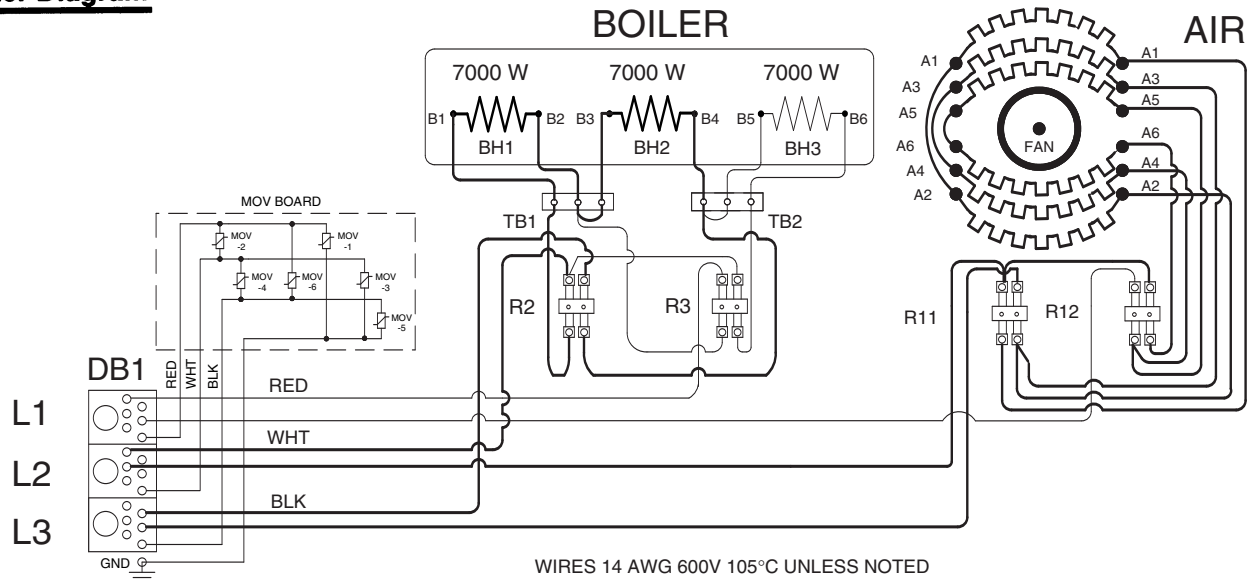 Diagram
BOILER
AIR
7000 W
7000 W
7000 W
B1
B2
B3
B4
B5
B6
BH1
BH2
BH3
A1
A3
A5
A6
A4
A2
FAN
A1
A3
A5
A6
A4
A2
TB1
TB2
MOV BOARD
MOV
-2
MOV
-1
MOV
-4
MOV
-6
MOV
-3
MOV
-5
R2
R3
R11
R12
DB1
RED
WHT
BLK
L1
RED
L2
WHT
L3
BLK
GND
WIRES 14 AWG 600V 105°C UNLESS NOTED